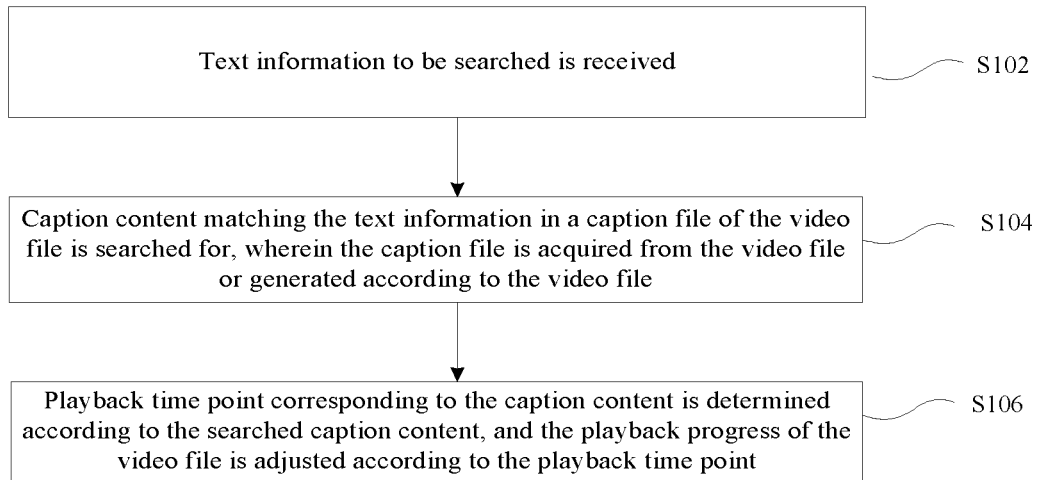 Text information to be searched is received
S102
Caption content matching the text information in a caption file of the video
file is searched for, wherein the caption file is acquired from the video file
or generated according to the video file
S104
Playback time point corresponding to the caption content is determined
according to the searched caption content, and the playback progress of the
video file is adjusted according to the playback time point
S106